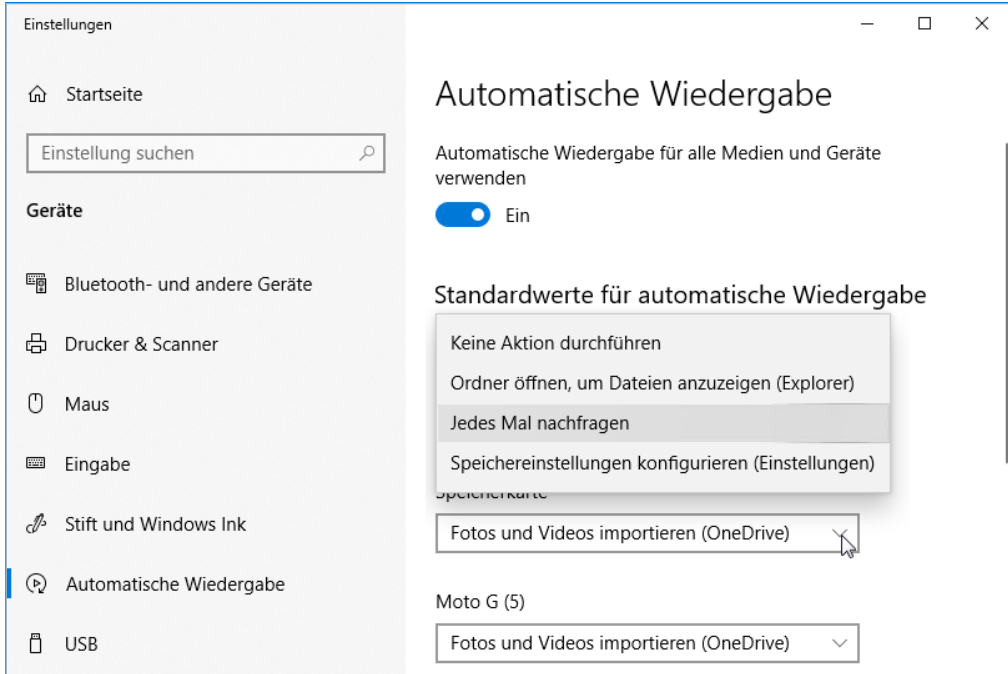 Einstellungen
Startseite
Einstellung suchen
Geräte
Bluetooth- und andere Geräte
Drucker & Scanner
Maus
Eingabe
Stift und Windows Ink
Automatische Wiedergabe
USB
Automatische Wiedergabe
Automatische Wiedergabe für alle Medien und Geräte
verwenden
Ein
Standardwerte für automatische Wiedergabe
Keine Aktion durchführen
Ordner öffnen, um Dateien anzuzeigen (Explorer)
Jedes Mal nachfragen
Speichereinstellungen konfigurieren (Einstellungen)
Speicherkarte
Fotos und Videos importieren (OneDrive)
Moto G (5)
Fotos und Videos importieren (OneDrive)